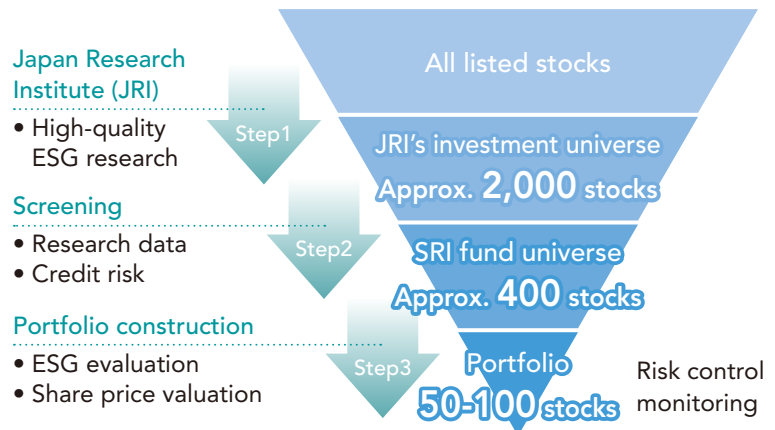 Japan Research
Institute (JRI)
• High-quality
ESG research
Step1
All listed stocks
JRI's investment universe
Approx. 2,000 stocks
Screening
• Research data
• Credit risk
Step2
SRI fund universe
Approx. 400 stocks
Portfolio construction
• ESG evaluation
• Share price valuation
Step3
Portfolio
50-100 stocks
Risk control
monitoring